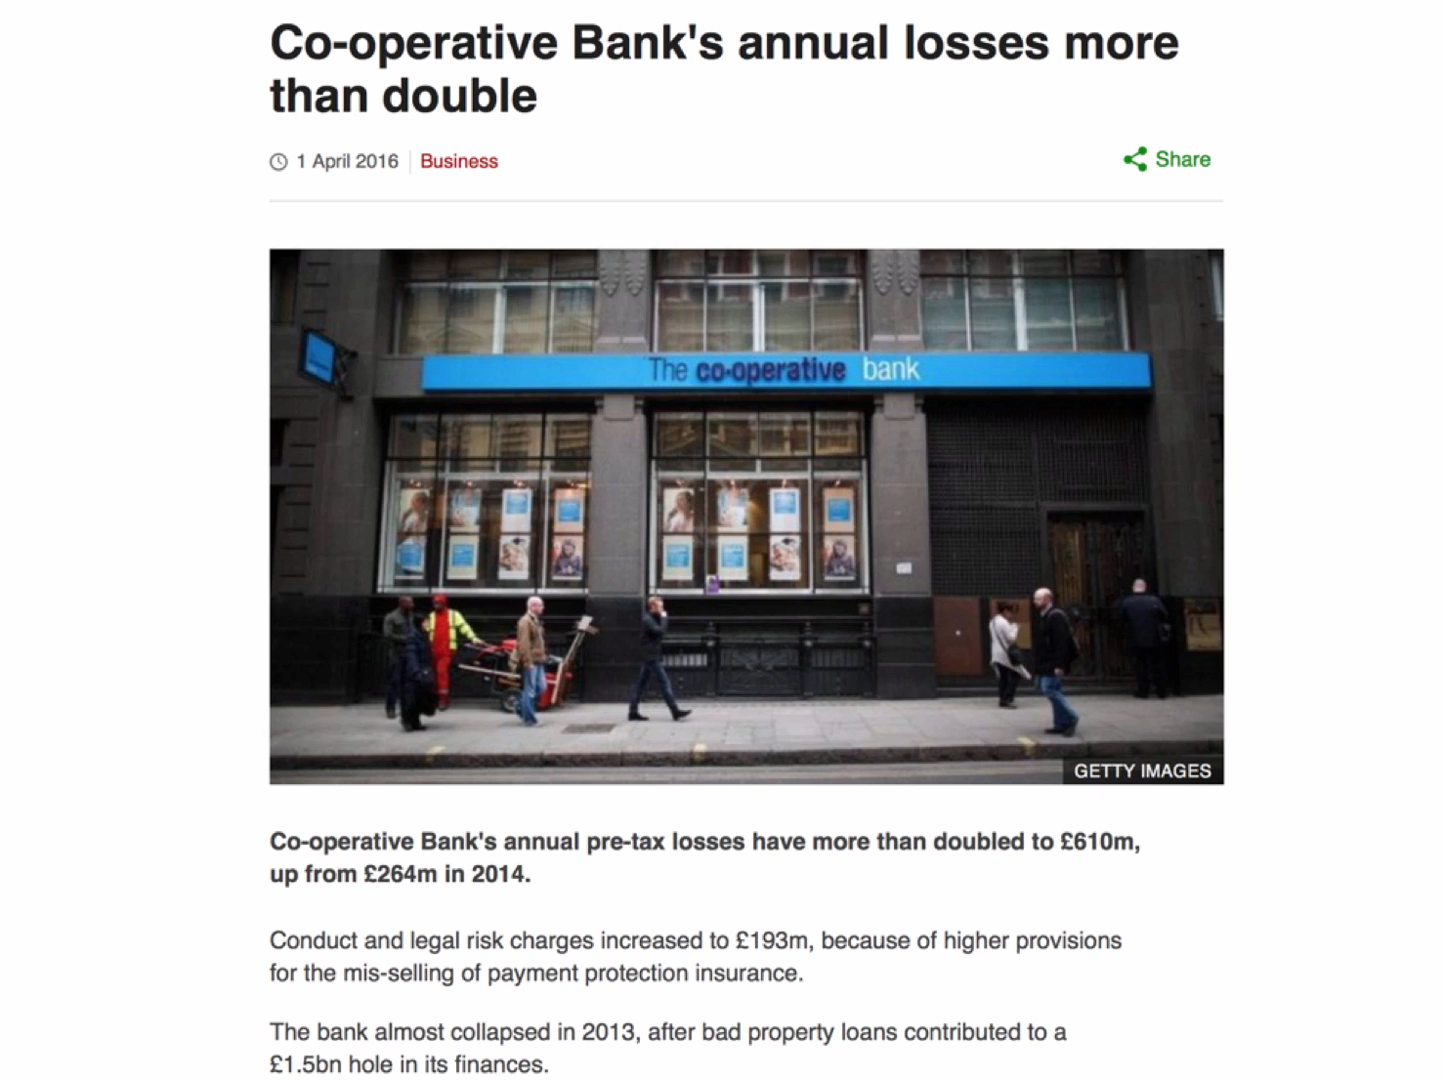 Co-operative Bank's annual losses more
than double
1 April 2016 Business
Share
The co-operative bank
GETTY IMAGES
Co-operative Bank's annual pre-tax losses have more than doubled to £610m,
up from £264m in 2014.
Conduct and legal risk charges increased to £193m, because of higher provisions
for the mis-selling of payment protection insurance.
The bank almost collapsed in 2013, after bad property loans contributed to a
£1.5bn hole in its finances.